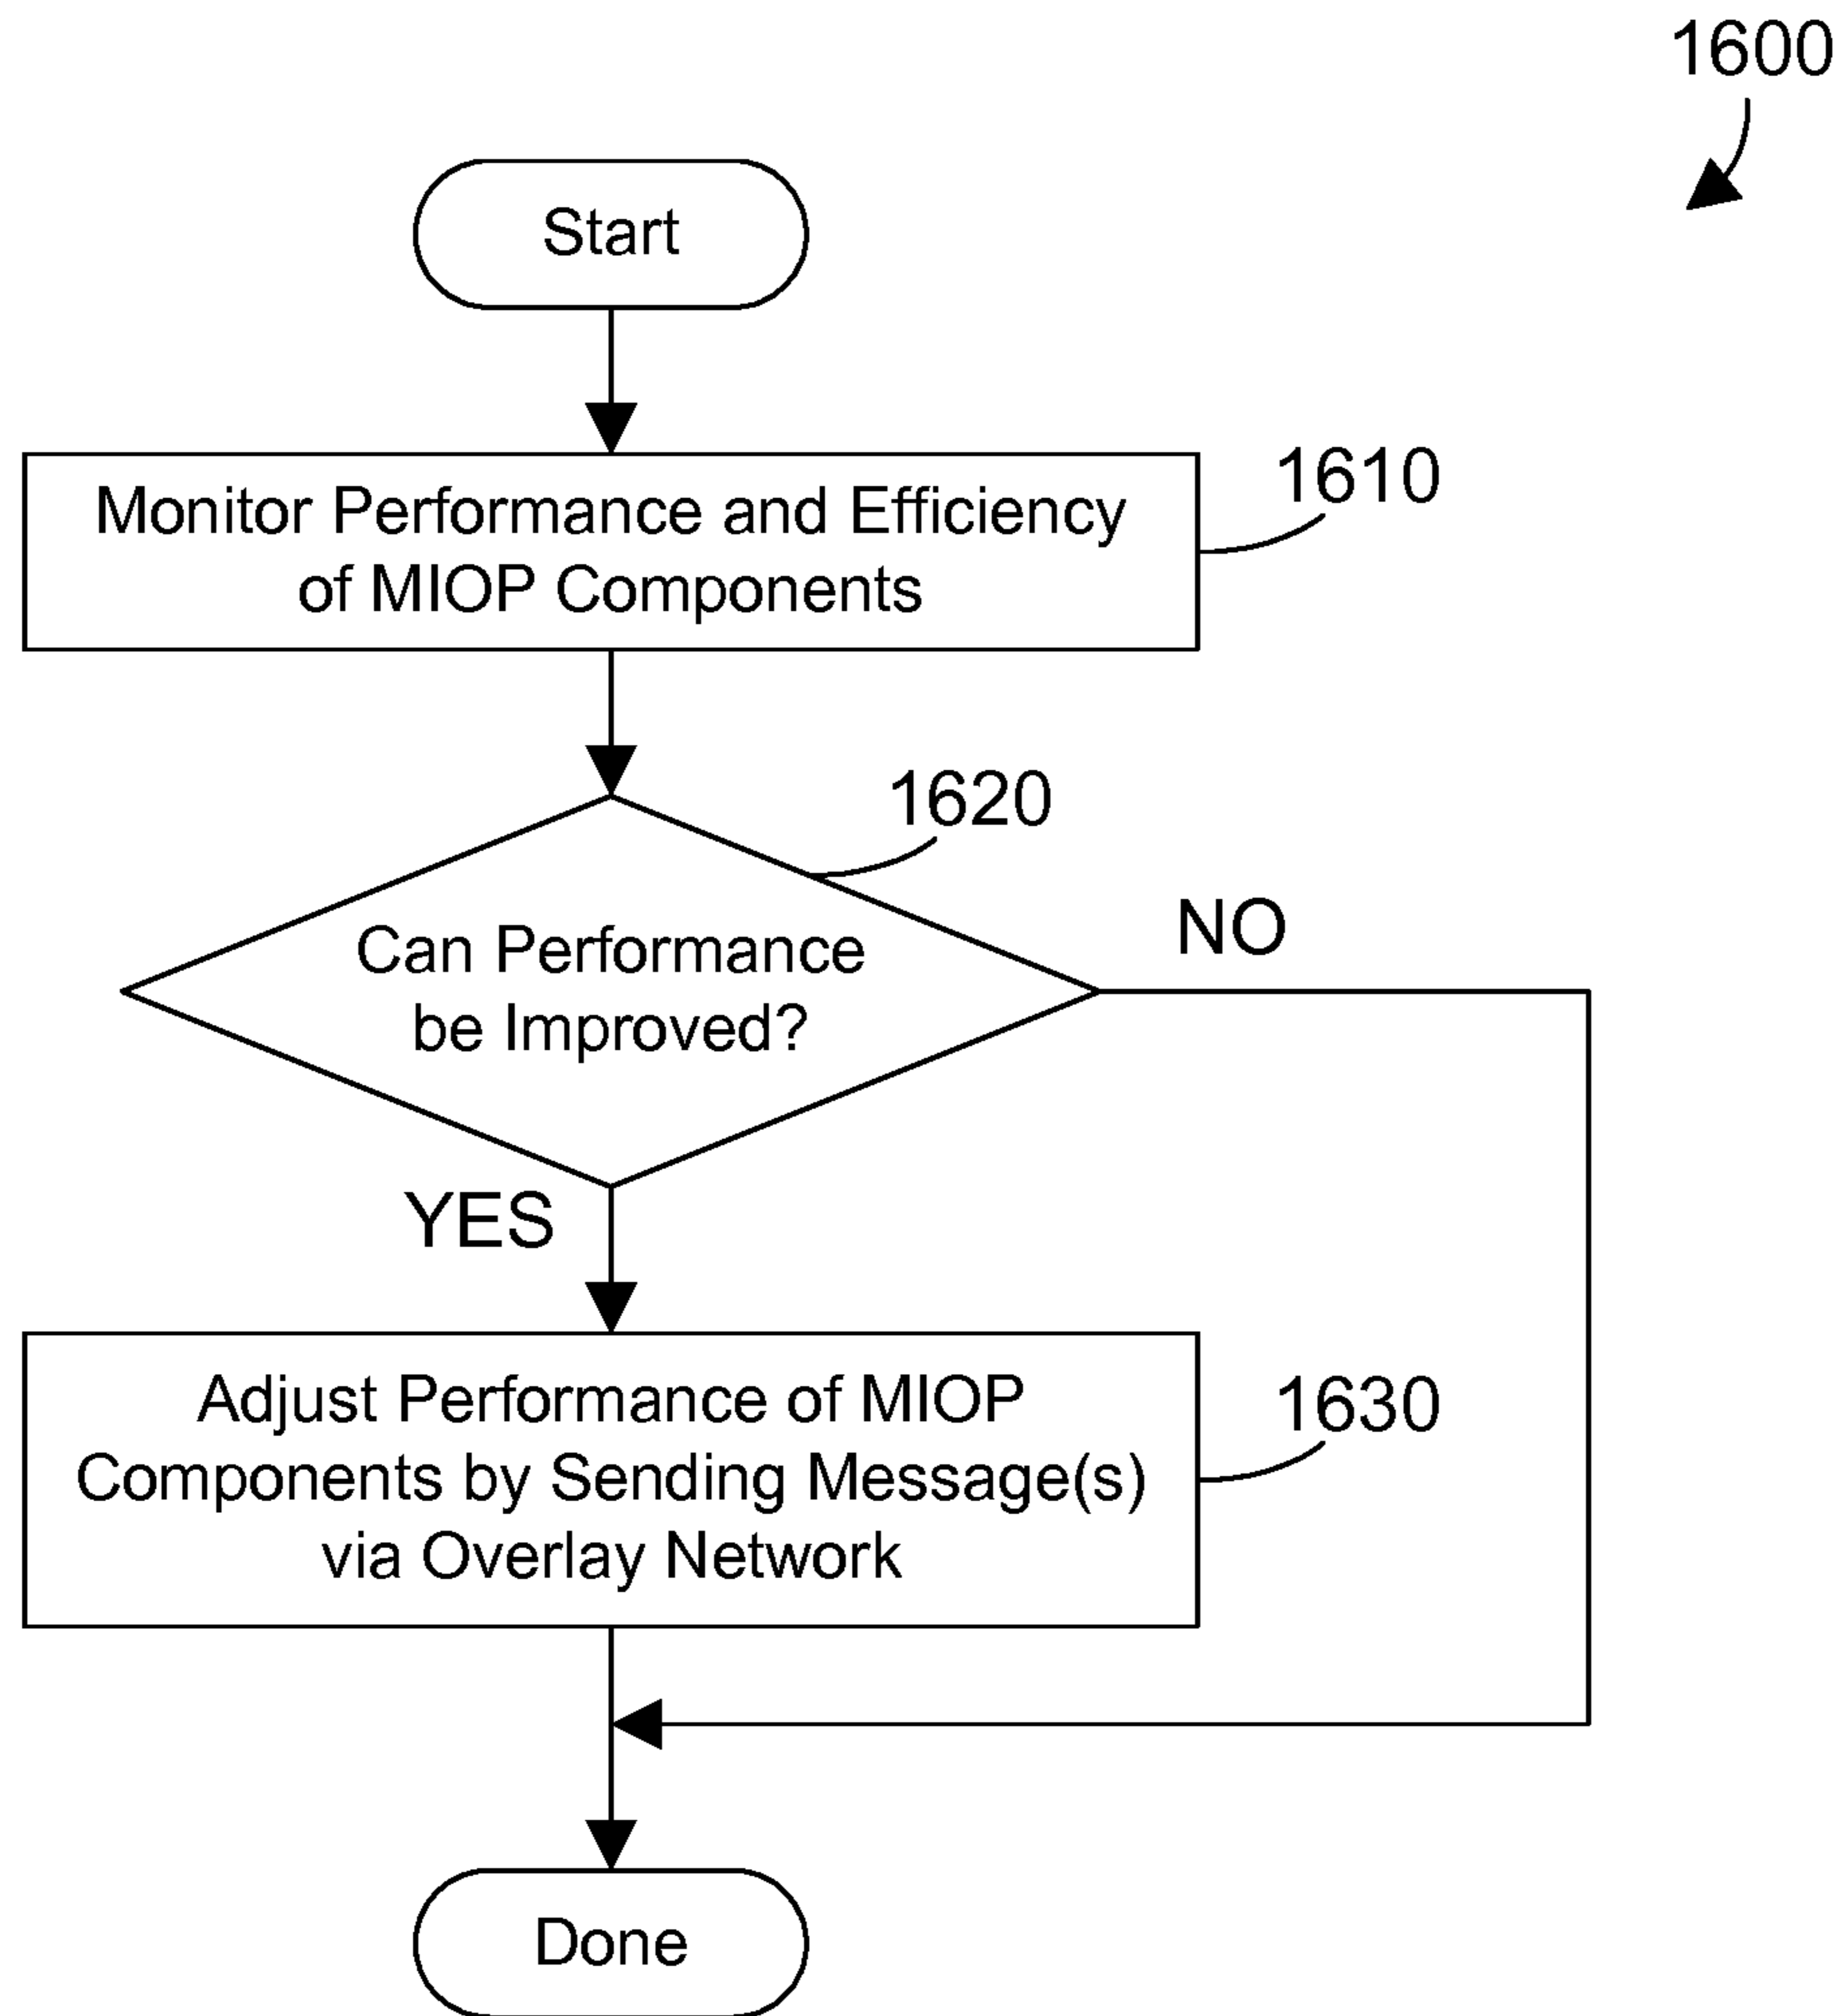 1600
Start
Monitor Performance and Efficiency
of MIOP Components
1610
1620
Can Performance
be Improved?
NO
YES
Adjust Performance of MIOP
Components by Sending Message(s)
via Overlay Network
1630
Done